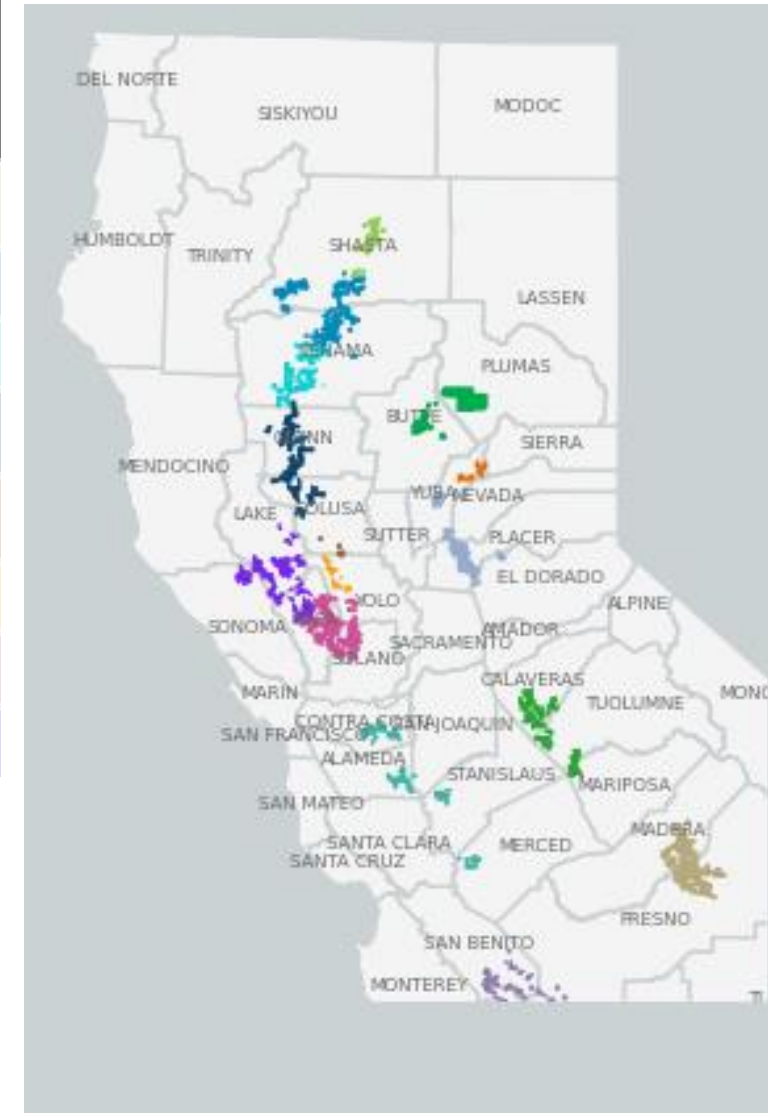 DEL NORTE
SISKIYOU
MODOC
HUMBOLDT
TRINITY
SHASTA
LASSEN
TEHAMA
PLUMAS
BUTTE
GLENN
SIERRA
MENDOCINO
YUBA
NEVADA
LAKE
COLUSA
SUTTER
PLACER
EL DORADO
YOLO
ALPINE
SONOMA
SACRAMENTO
AMADOR
SOLANO
CALAVERAS
MARIN
TUOLUMNE
MONO
CONTRA COSTA
SAN JOAQUIN
SAN FRANCISCO
ALAMEDA
STANISLAUS
MARIPOSA
SAN MATEO
MADERA
SANTA CLARA
MERCED
SANTA CRUZ
FRESNO
SAN BENITO
MONTEREY